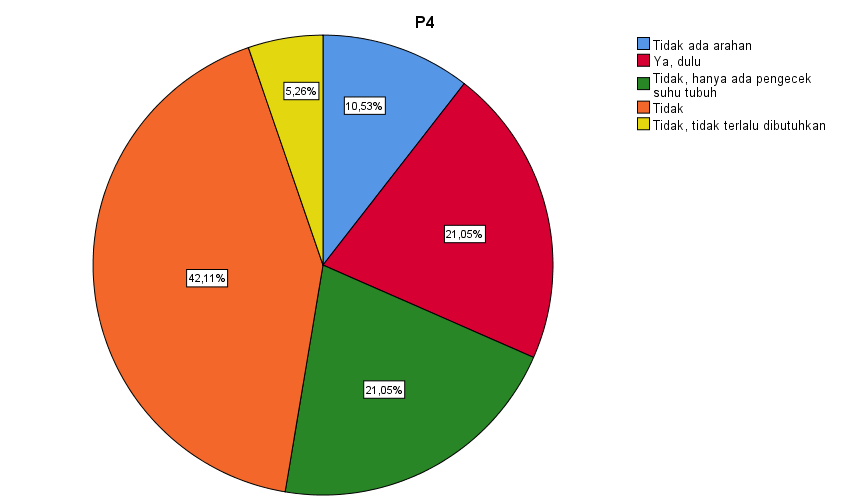 P4
Tidak ada arahan
Ya, dulu
Tidak, hanya ada pengecek
suhu tubuh
Tidak
Tidak, tidak terlalu dibutuhkan
5,26%
10,53%
21,05%
42,11%
21,05%